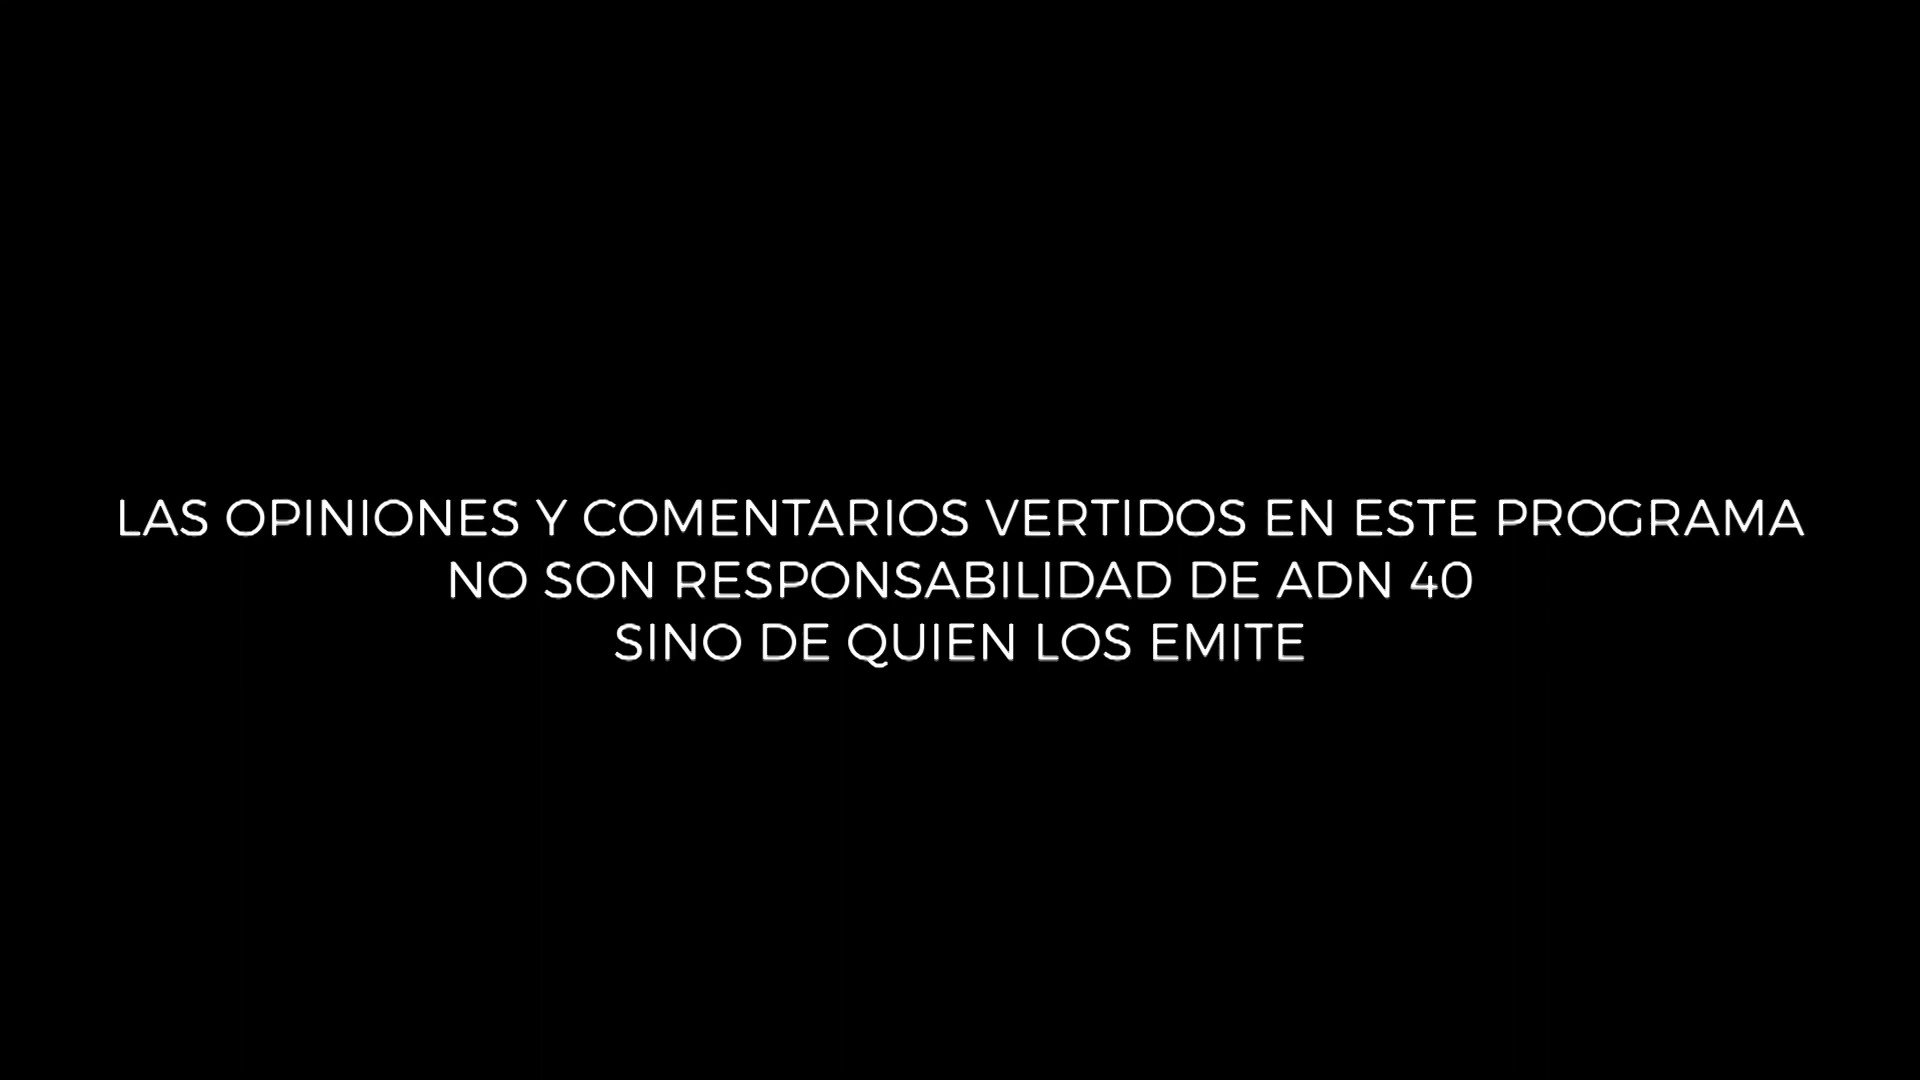 LAS OPINIONES Y COMENTARIOS VERTIDOS EN ESTE PROGRAMA
NO SON RESPONSABILIDAD DE ADN 40
SINO DE QUIEN LOS EMITE